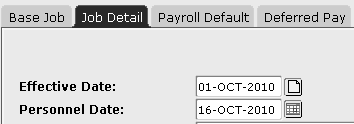 Base Job Job Detail Payroll Default Deferred Pay
Effective Date: 01-OCT-2010
Personnel Date: 16-OCT-2010